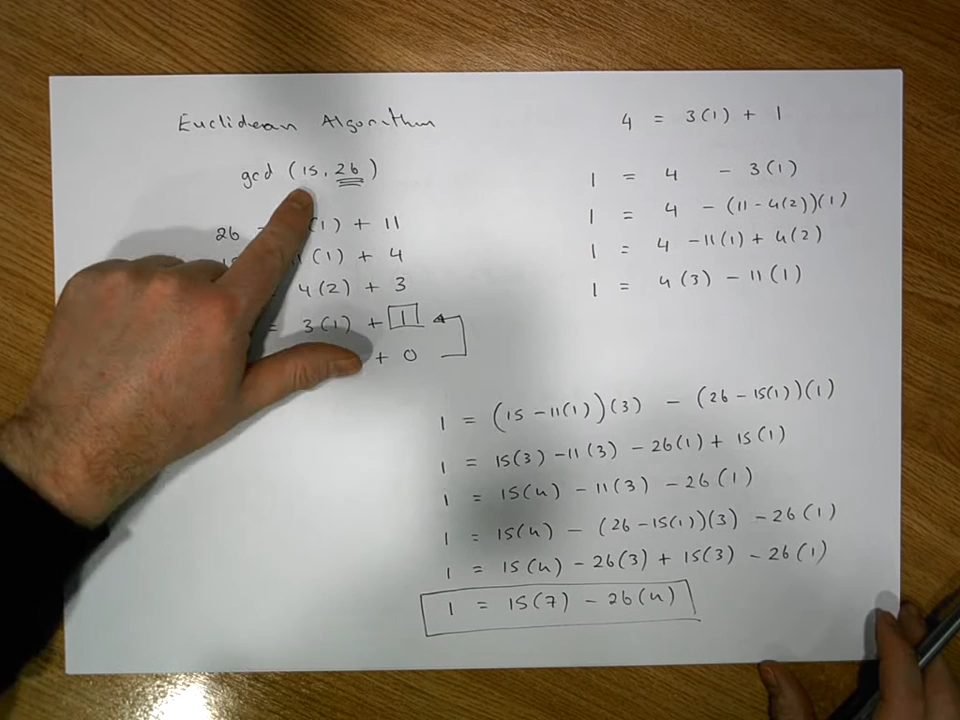 Euclidean Algorithm
gcd (15, 26)
26 (1) + 11
(1) + 4
4(2) + 3
= 3(1) + 1
+ 0
4 = 3(1) + 1
1 = 4 - 3(1)
1 = 4 - (11 - 4(2))(1)
1 = 4 - 11(1) + 4(2)
1 = 4(3) - 11(1)
1 = (15 - 11(1))(3) - (26 - 15(1))(1)
1 = 15(3) - 11(3) - 26(1) + 15(1)
1 = 15(4) - 11(3) - 26(1)
1 = 15(4) - (26 - 15(1))(3) - 26(1)
1 = 15(4) - 26(3) + 15(3) - 26(1)
1 = 15(7) - 26(4)